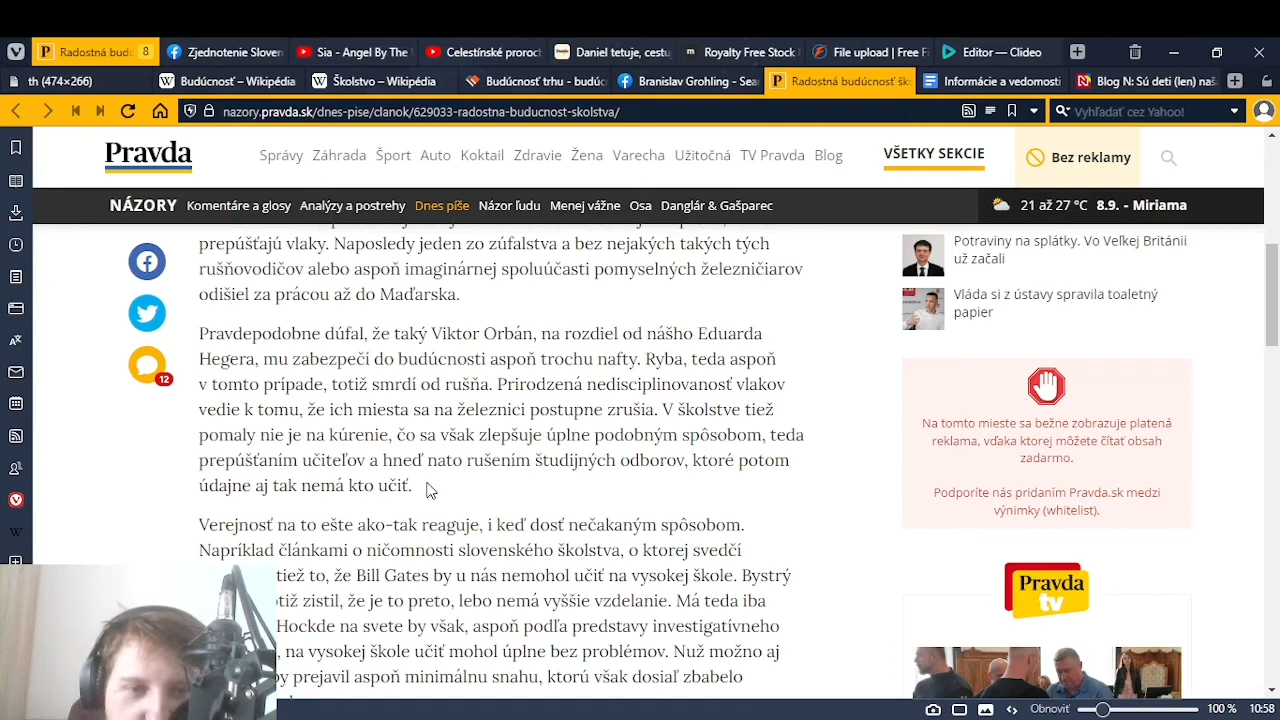 Radostná bud
8
Zjednotenie Sloven
Sia - Angel By The
Celestínské proroc
Daniel tetuje, cestu
Royalty Free Stock
File upload | Free F
Editor — Clideo
th (474×266)
Budúcnosť – Wikipédia
Školstvo – Wikipédia
Budúcnosť trhu - budúc
Branislav Grohling - Sear
Radostná budúcnosť ško
Informácie a vedomosti
Blog N: Sú deti (len) naš
nazory.pravda.sk/dnes-pise/clanok/629033-radostna-buducnost-skolstva/
Vyhľadať cez Yahoo!
Pravda
Správy Záhrada Šport Auto Koktail Zdravie Žena Varecha Užitočná TV Pravda Blog
VŠETKY SEKCIE
Bez reklamy
NÁZORY Komentáre a glosy Analýzy a postrehy Dnes píše Názor ľudu Menej vážne Osa Danglár & Gašparec
21 až 27 °C 8.9. - Miriama
prepúšťajú vlaky. Naposledy jeden zo zúfalstva a bez nejakých takých tých
rušňovodičov alebo aspoň imaginárnej spoluúčasti pomyselných železničiarov
odišiel za prácou až do Maďarska.
Pravdepodobne dúfal, že taký Viktor Orbán, na rozdiel od nášho Eduarda
Hegera, mu zabezpečí do budúcnosti aspoň trochu nafty. Ryba, teda aspoň
v tomto prípade, totiž smrdí od rušňa. Prirodzená nedisciplinovanosť vlakov
vedie k tomu, že ich miesta sa na železnici postupne zrušia. V školstve tiež
pomaly nie je na kúrenie, čo sa však zlepšuje úplne podobným spôsobom, teda
prepúšťaním učiteľov a hneď nato rušením študijných odborov, ktoré potom
údajne aj tak nemá kto učiť.
Verejnosť na to ešte ako-tak reaguje, i keď dosť nečakaným spôsobom.
Napríklad článkami o ničomnosti slovenského školstva, o ktorej svedčí
tiež to, že Bill Gates by u nás nemohol učiť na vysokej škole. Bystrý
otiž zistil, že je to preto, lebo nemá vyššie vzdelanie. Má teda iba
Hockde na svete by však, aspoň podľa predstavy investigatívneho
, na vysokej škole učiť mohol úplne bez problémov. Nuž možno aj
by prejavil aspoň minimálnu snahu, ktorú však dosiaľ zbabelo
12
Potraviny na splátky. Vo Veľkej Británii
už začali
Vláda si z ústavy spravila toaletný
papier
Na tomto mieste sa bežne zobrazuje platená
reklama, vďaka ktorej môžete čítať obsah
zadarmo.
Podporíte nás pridaním Pravda.sk medzi
výnimky (whitelist).
Pravda
tv
Obnoviť
100 %
10:58